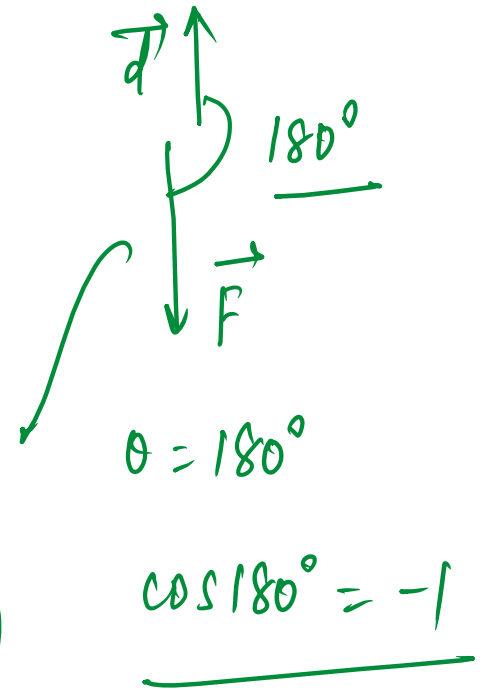 d⃗
180°
F⃗
θ = 180°
cos 180° = -1